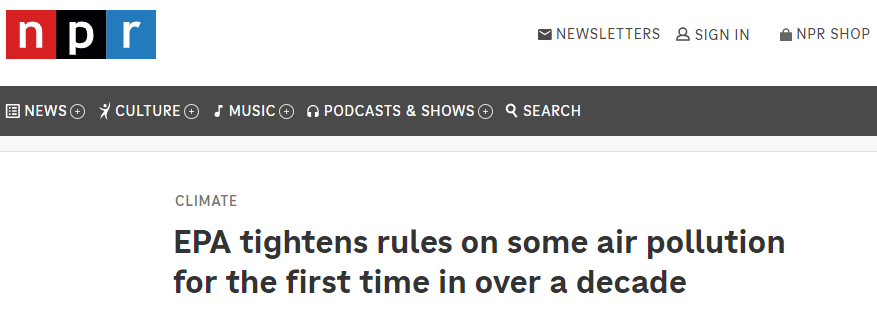 npr
NEWSLETTERS SIGN IN NPR SHOP
NEWS CULTURE MUSIC PODCASTS & SHOWS SEARCH
CLIMATE
EPA tightens rules on some air pollution
for the first time in over a decade